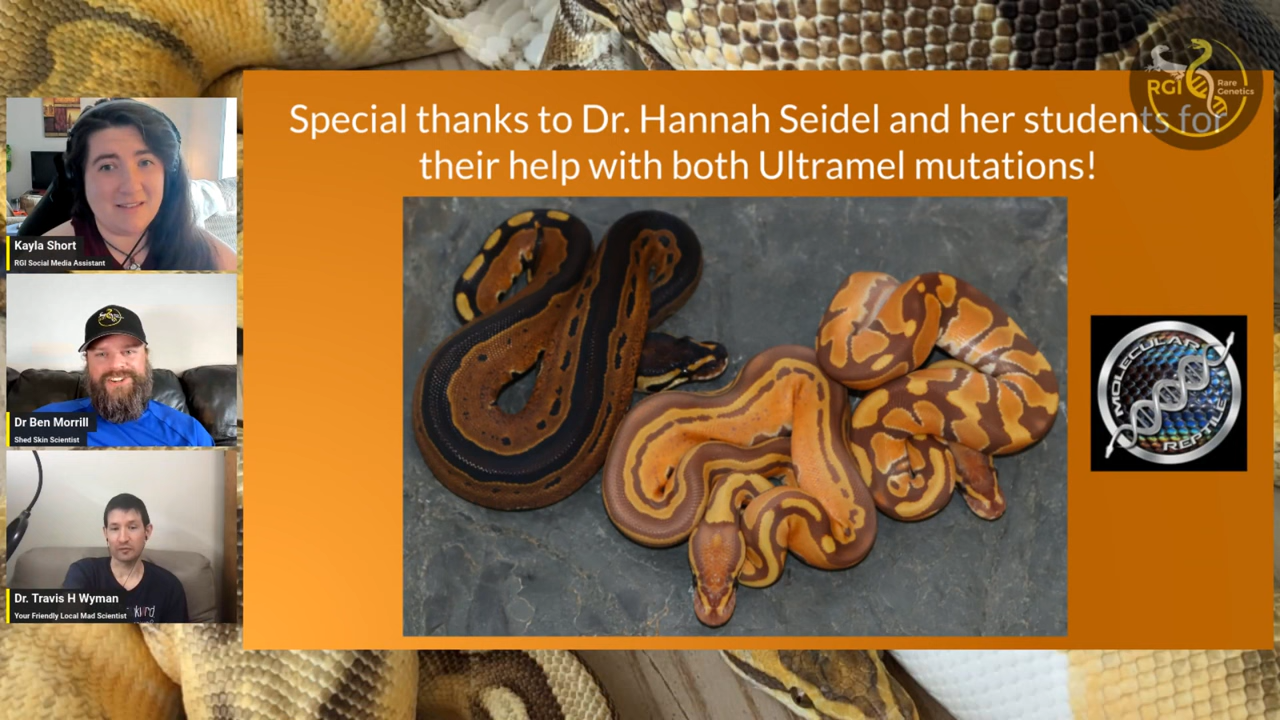 Special thanks to Dr. Hannah Seidel and her students for
their help with both Ultramel mutations!
RGI
Rare
Genetics
Kayla Short
RGI Social Media Assistant
Dr Ben Morrill
Shed Skin Scientist
Dr. Travis H Wyman
Your Friendly Local Mad Scientist
MOLECULAR
REPTILE